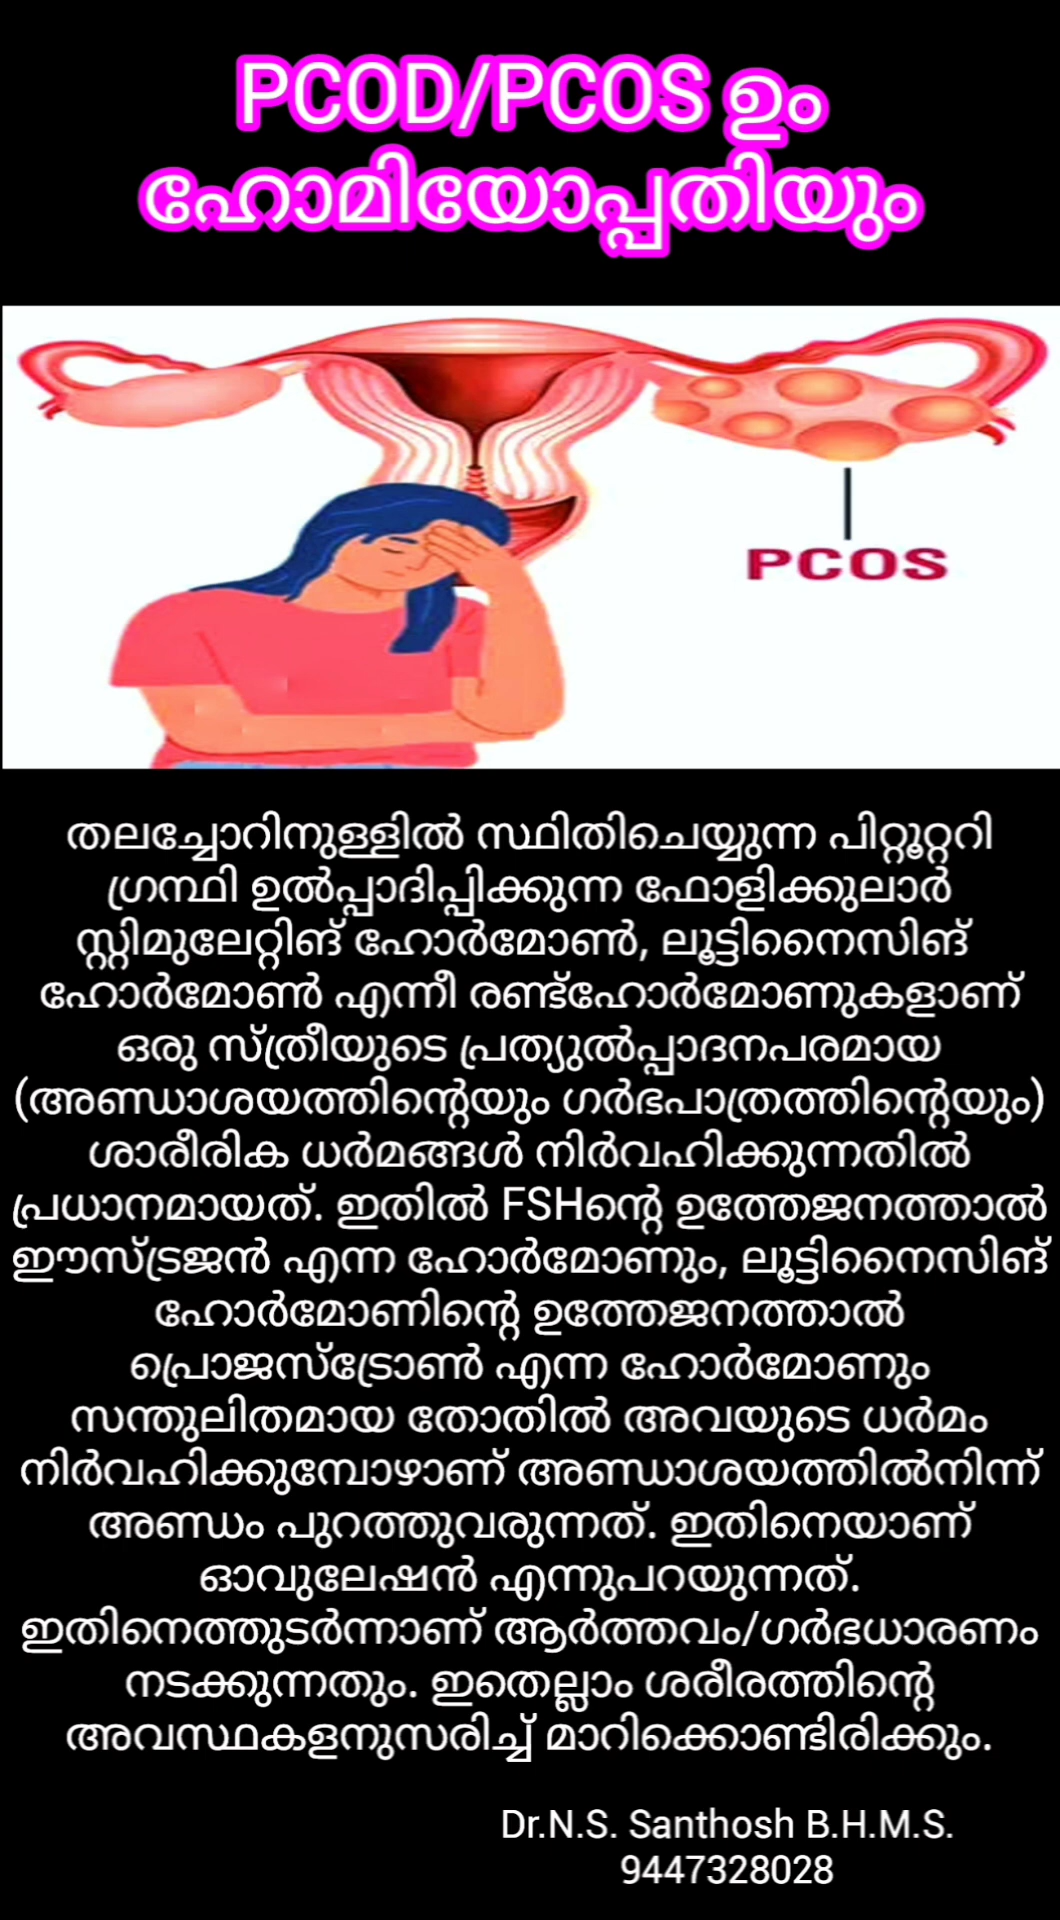 PCOD/PCOS ഉം
ഹോമിയോപ്പതിയും
PCOS
തലച്ചോറിനുള്ളിൽ സ്ഥിതിചെയ്യുന്ന പിറ്റൂറ്ററി
ഗ്രന്ഥി ഉൽപ്പാദിപ്പിക്കുന്ന ഫോളിക്കുലാർ
സ്റ്റിമുലേറ്റിങ് ഹോർമോൺ, ലൂട്ടിനൈസിങ്
ഹോർമോൺ എന്നീ രണ്ട്ഹോർമോണുകളാണ്
ഒരു സ്ത്രീയുടെ പ്രത്യുൽപ്പാദനപരമായ
(അണ്ഡാശയത്തിന്റെയും ഗർഭപാത്രത്തിന്റെയും)
ശാരീരിക ധർമങ്ങൾ നിർവഹിക്കുന്നതിൽ
പ്രധാനമായത്. ഇതിൽ FSHന്റെ ഉത്തേജനത്താൽ
ഈസ്ട്രജൻ എന്ന ഹോർമോണും, ലൂട്ടിനൈസിങ്
ഹോർമോണിന്റെ ഉത്തേജനത്താൽ
പ്രൊജസ്ട്രോൺ എന്ന ഹോർമോണും
സന്തുലിതമായ തോതിൽ അവയുടെ ധർമം
നിർവഹിക്കുമ്പോഴാണ് അണ്ഡാശയത്തിൽനിന്ന്
അണ്ഡം പുറത്തുവരുന്നത്. ഇതിനെയാണ്
ഓവുലേഷൻ എന്നുപറയുന്നത്.
ഇതിനെത്തുടർന്നാണ് ആർത്തവം/ഗർഭധാരണം
നടക്കുന്നതും. ഇതെല്ലാം ശരീരത്തിന്റെ
അവസ്ഥകളനുസരിച്ച് മാറിക്കൊണ്ടിരിക്കും.
Dr.N.S. Santhosh B.H.M.S.
9447328028